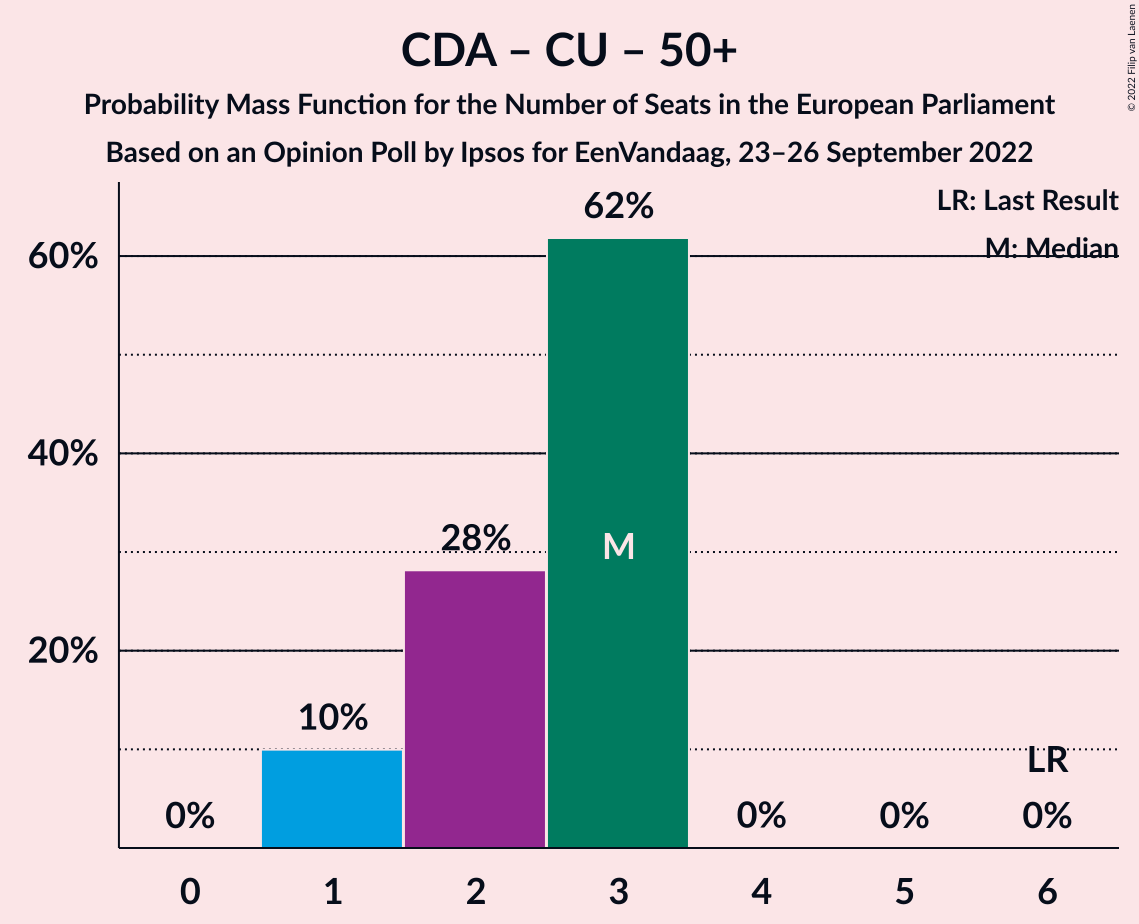 CDA – CU – 50+
Probability Mass Function for the Number of Seats in the European Parliament
Based on an Opinion Poll by Ipsos for EenVandaag, 23–26 September 2022
© 2022 Filip van Laenen
LR: Last Result
M: Median
60%
40%
20%
0%
10%
28%
62%
M
0%
0%
LR
0%
0 1 2 3 4 5 6